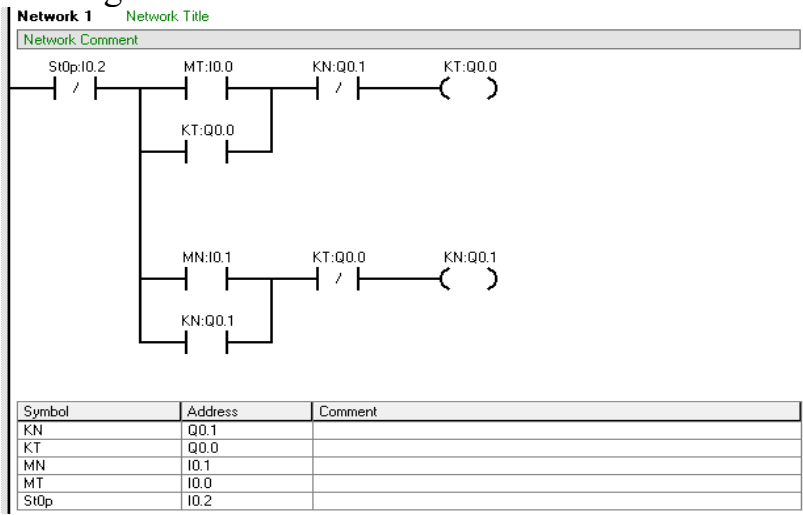 Network 1 Network Title
Network Comment
St0p:I0.2 MT:I0.0 KN:Q0.1 KT:Q0.0
KT:Q0.0
MN:I0.1 KT:Q0.0 KN:Q0.1
KN:Q0.1
Symbol Address Comment
KN Q0.1
KT Q0.0
MN I0.1
MT I0.0
St0p I0.2